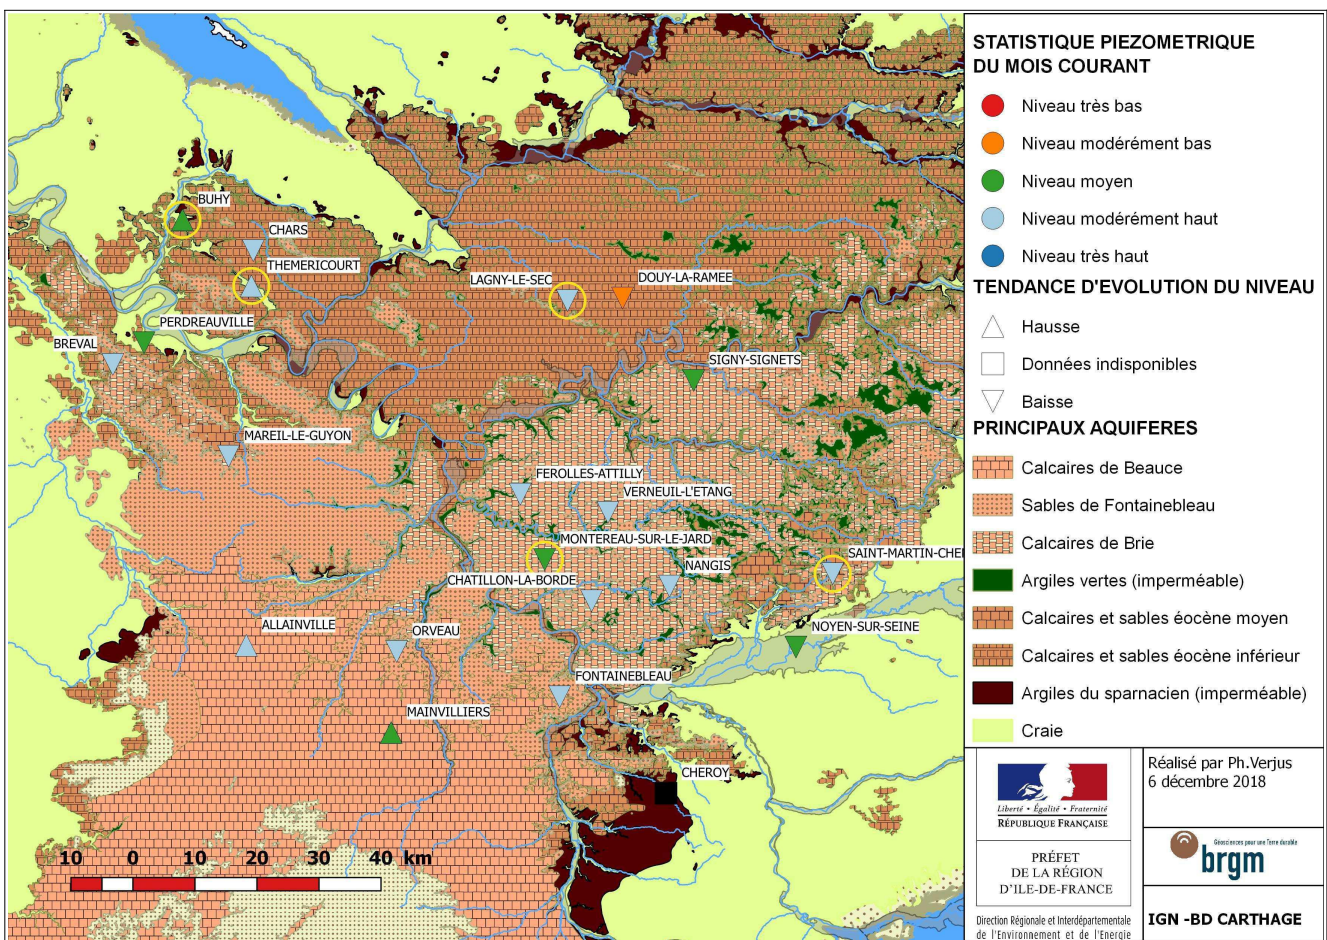 BUHY
CHARS
THEMERICOURT
LAGNY-LE-SEC
DOUY-LA-RAMEE
PERDREAUVILLE
BREVAL
SIGNY-SIGNETS
MAREIL-LE-GUYON
FEROLLES-ATTILLY
VERNEUIL-L'ETANG
MONTEREAU-SUR-LE-JARD
SAINT-MARTIN-CHE
NANGIS
CHATILLON-LA-BORDE
ALLAINVILLE
ORVEAU
NOYEN-SUR-SEINE
FONTAINEBLEAU
MAINVILLIERS
CHEROY
10 0 10 20 30 40 km
STATISTIQUE PIEZOMETRIQUE
DU MOIS COURANT
Niveau très bas
Niveau modérément bas
Niveau moyen
Niveau modérément haut
Niveau très haut
TENDANCE D'EVOLUTION DU NIVEAU
Hausse
Données indisponibles
Baisse
PRINCIPAUX AQUIFERES
Calcaires de Beauce
Sables de Fontainebleau
Calcaires de Brie
Argiles vertes (imperméable)
Calcaires et sables éocène moyen
Calcaires et sables éocène inférieur
Argiles du sparnacien (imperméable)
Craie
Liberté • Égalité • Fraternité
RÉPUBLIQUE FRANÇAISE
PRÉFET
DE LA RÉGION
D'ILE-DE-FRANCE
Direction Régionale et Interdépartementale
de l'Environnement et de l'Energie
Réalisé par Ph.Verjus
6 décembre 2018
Géosciences pour une Terre durable
brgm
IGN -BD CARTHAGE